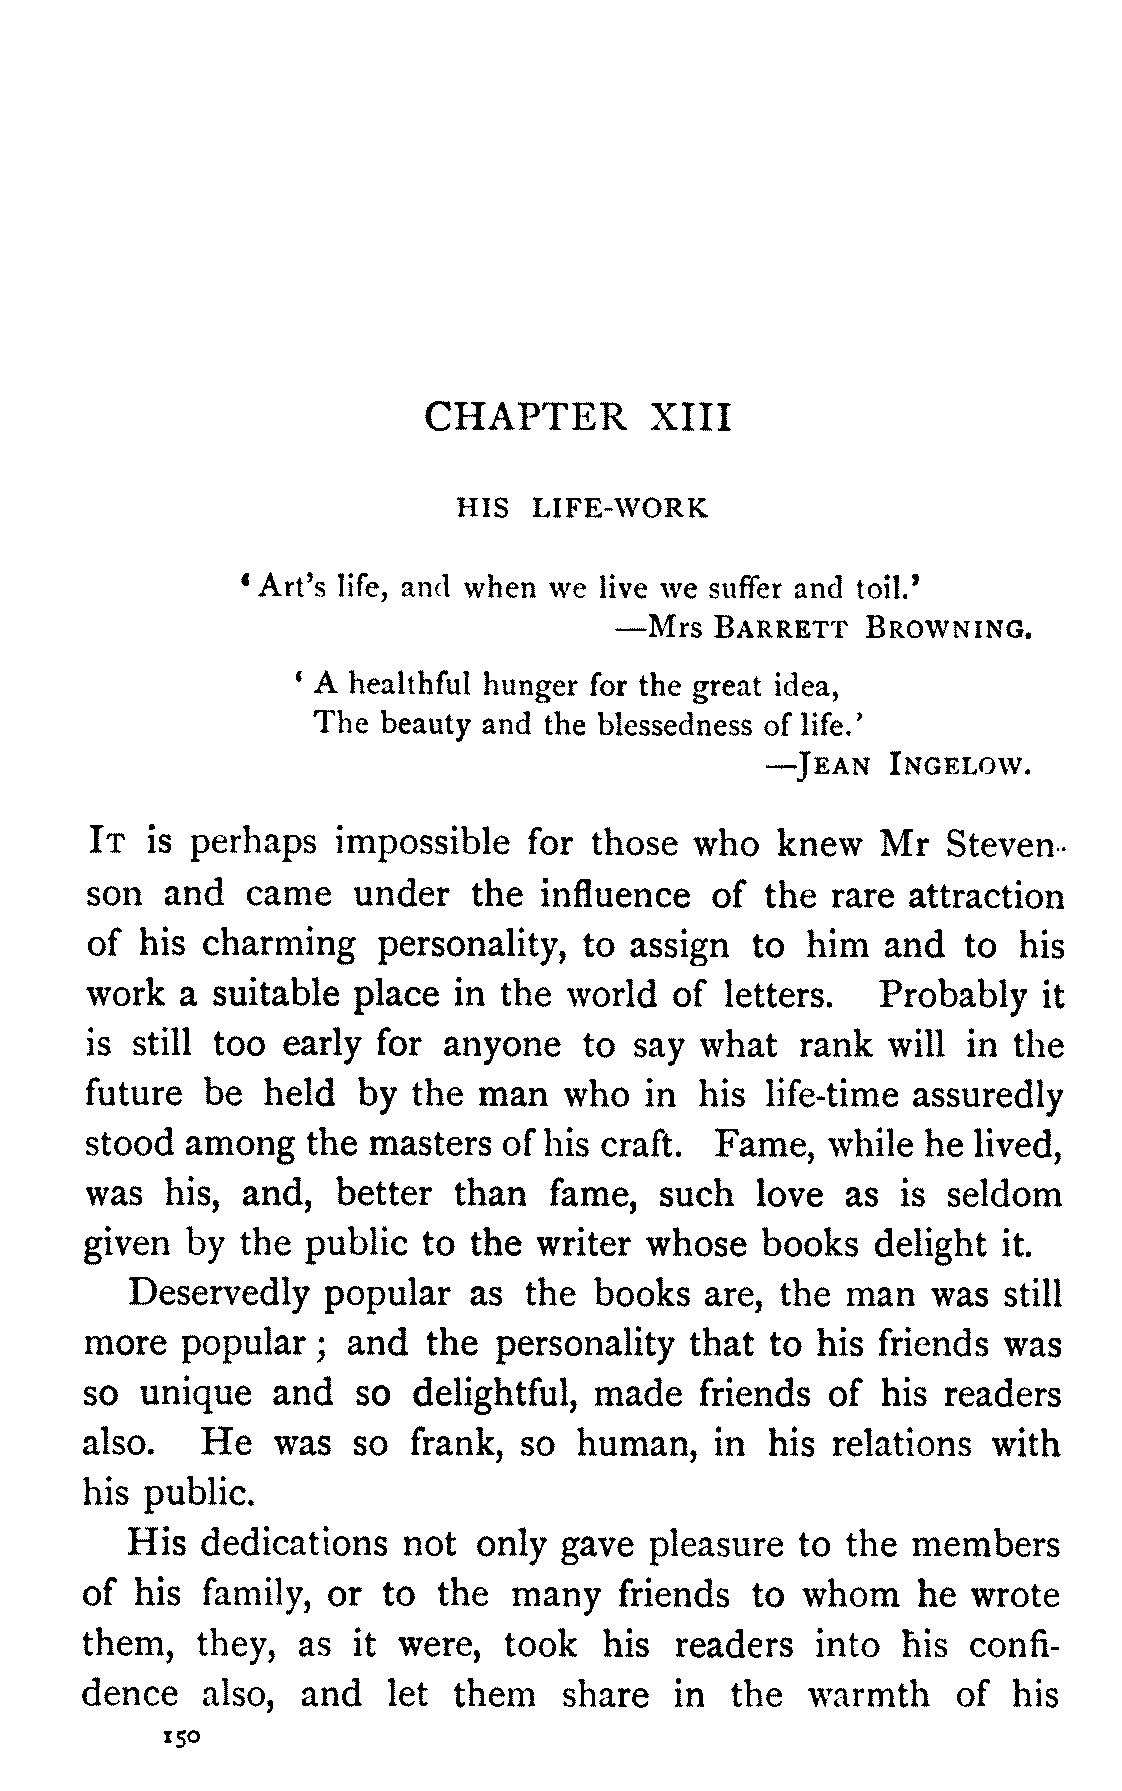 CHAPTER XIII
HIS LIFE-WORK
‘Art’s life, and when we live we suffer and toil.’
—Mrs BARRETT BROWNING.
‘A healthful hunger for the great idea,
The beauty and the blessedness of life.’
—JEAN INGELOW.
IT is perhaps impossible for those who knew Mr Steven-
son and came under the influence of the rare attraction
of his charming personality, to assign to him and to his
work a suitable place in the world of letters. Probably it
is still too early for anyone to say what rank will in the
future be held by the man who in his life-time assuredly
stood among the masters of his craft. Fame, while he lived,
was his, and, better than fame, such love as is seldom
given by the public to the writer whose books delight it.
Deservedly popular as the books are, the man was still
more popular; and the personality that to his friends was
so unique and so delightful, made friends of his readers
also. He was so frank, so human, in his relations with
his public.
His dedications not only gave pleasure to the members
of his family, or to the many friends to whom he wrote
them, they, as it were, took his readers into his confi-
dence also, and let them share in the warmth of his
150